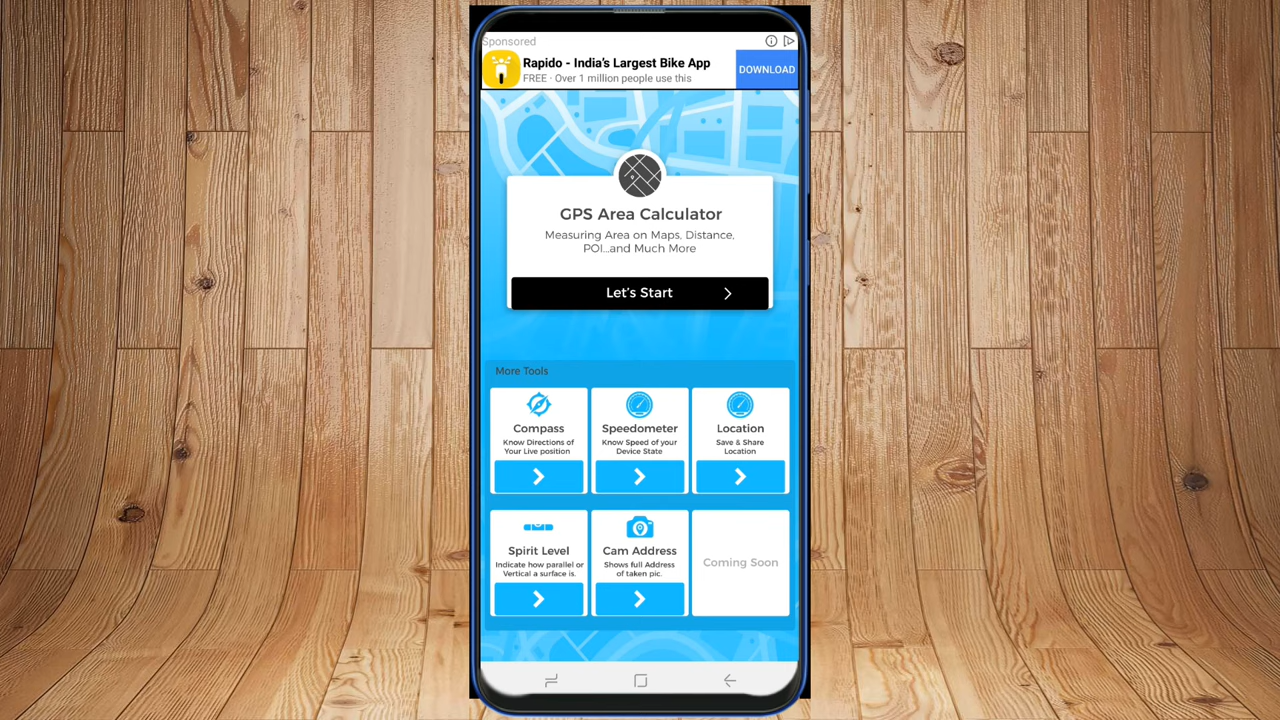 Sponsored
Rapido - India's Largest Bike App
FREE · Over 1 million people use this
DOWNLOAD
GPS Area Calculator
Measuring Area on Maps, Distance,
POI...and Much More
Let's Start
More Tools
Compass
Know Directions of
Your Live position
Speedometer
Know Speed of your
Device State
Location
Save & Share
Location
Spirit Level
Indicate how parallel or
Vertical a surface is.
Cam Address
Shows full Address
of taken pic.
Coming Soon